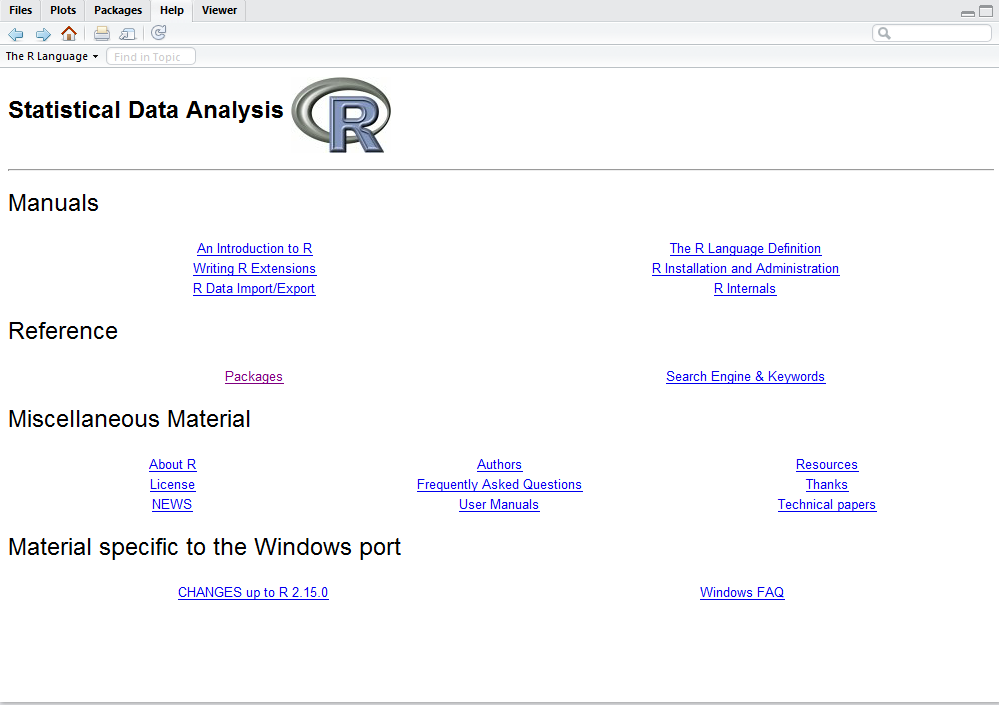 Files Plots Packages Help Viewer
The R Language Find in Topic
Statistical Data Analysis R
Manuals
An Introduction to R The R Language Definition
Writing R Extensions R Installation and Administration
R Data Import/Export R Internals
Reference
Packages Search Engine & Keywords
Miscellaneous Material
About R Authors Resources
License Frequently Asked Questions Thanks
NEWS User Manuals Technical papers
Material specific to the Windows port
CHANGES up to R 2.15.0 Windows FAQ